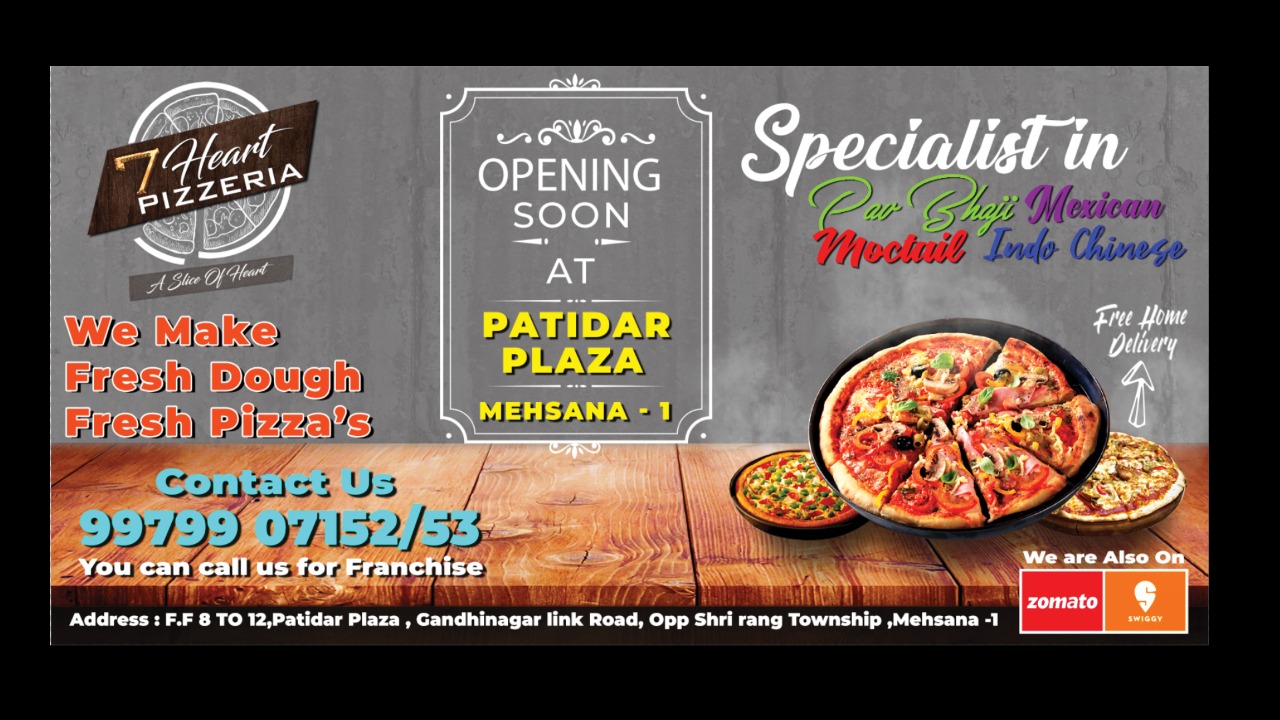 7 Heart
PIZZERIA
A Slice Of Heart
We Make
Fresh Dough
Fresh Pizza's
Contact Us
99799 07152/53
You can call us for Franchise
OPENING
SOON
AT
PATIDAR
PLAZA
MEHSANA - 1
Specialist in
Pav Bhaji Mexican
Moctail Indo Chinese
Free Home
Delivery
We are Also On
zomato
SWIGGY
Address : F.F 8 TO 12,Patidar Plaza , Gandhinagar link Road, Opp Shri rang Township ,Mehsana -1